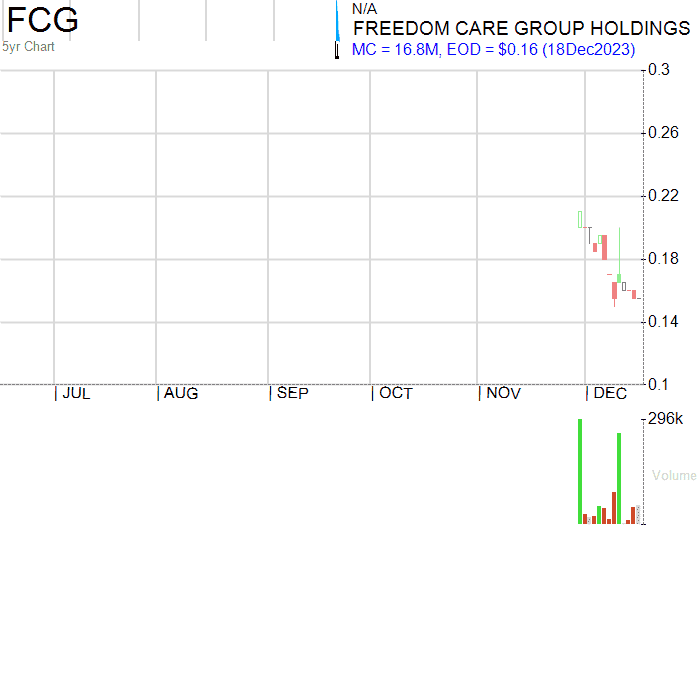 FCG
5yr Chart
N/A
FREEDOM CARE GROUP HOLDINGS
MC = 16.8M, EOD = $0.16 (18Dec2023)
0.3
0.26
0.22
0.18
0.14
0.1
JUL AUG SEP OCT NOV DEC
296k
Volume